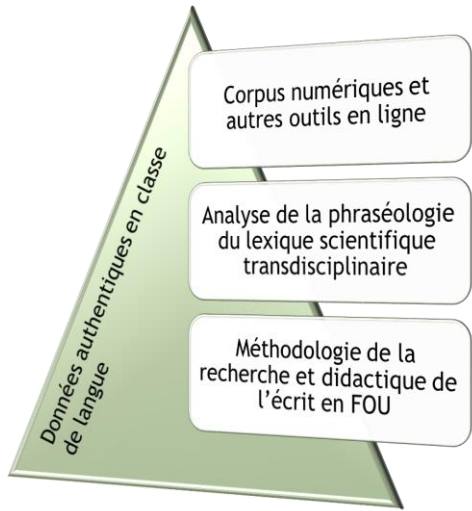 Données authentiques en classe
de langue
Corpus numériques et
autres outils en ligne
Analyse de la phraséologie
du lexique scientifique
transdisciplinaire
Méthodologie de la
recherche et didactique de
l'écrit en FOU